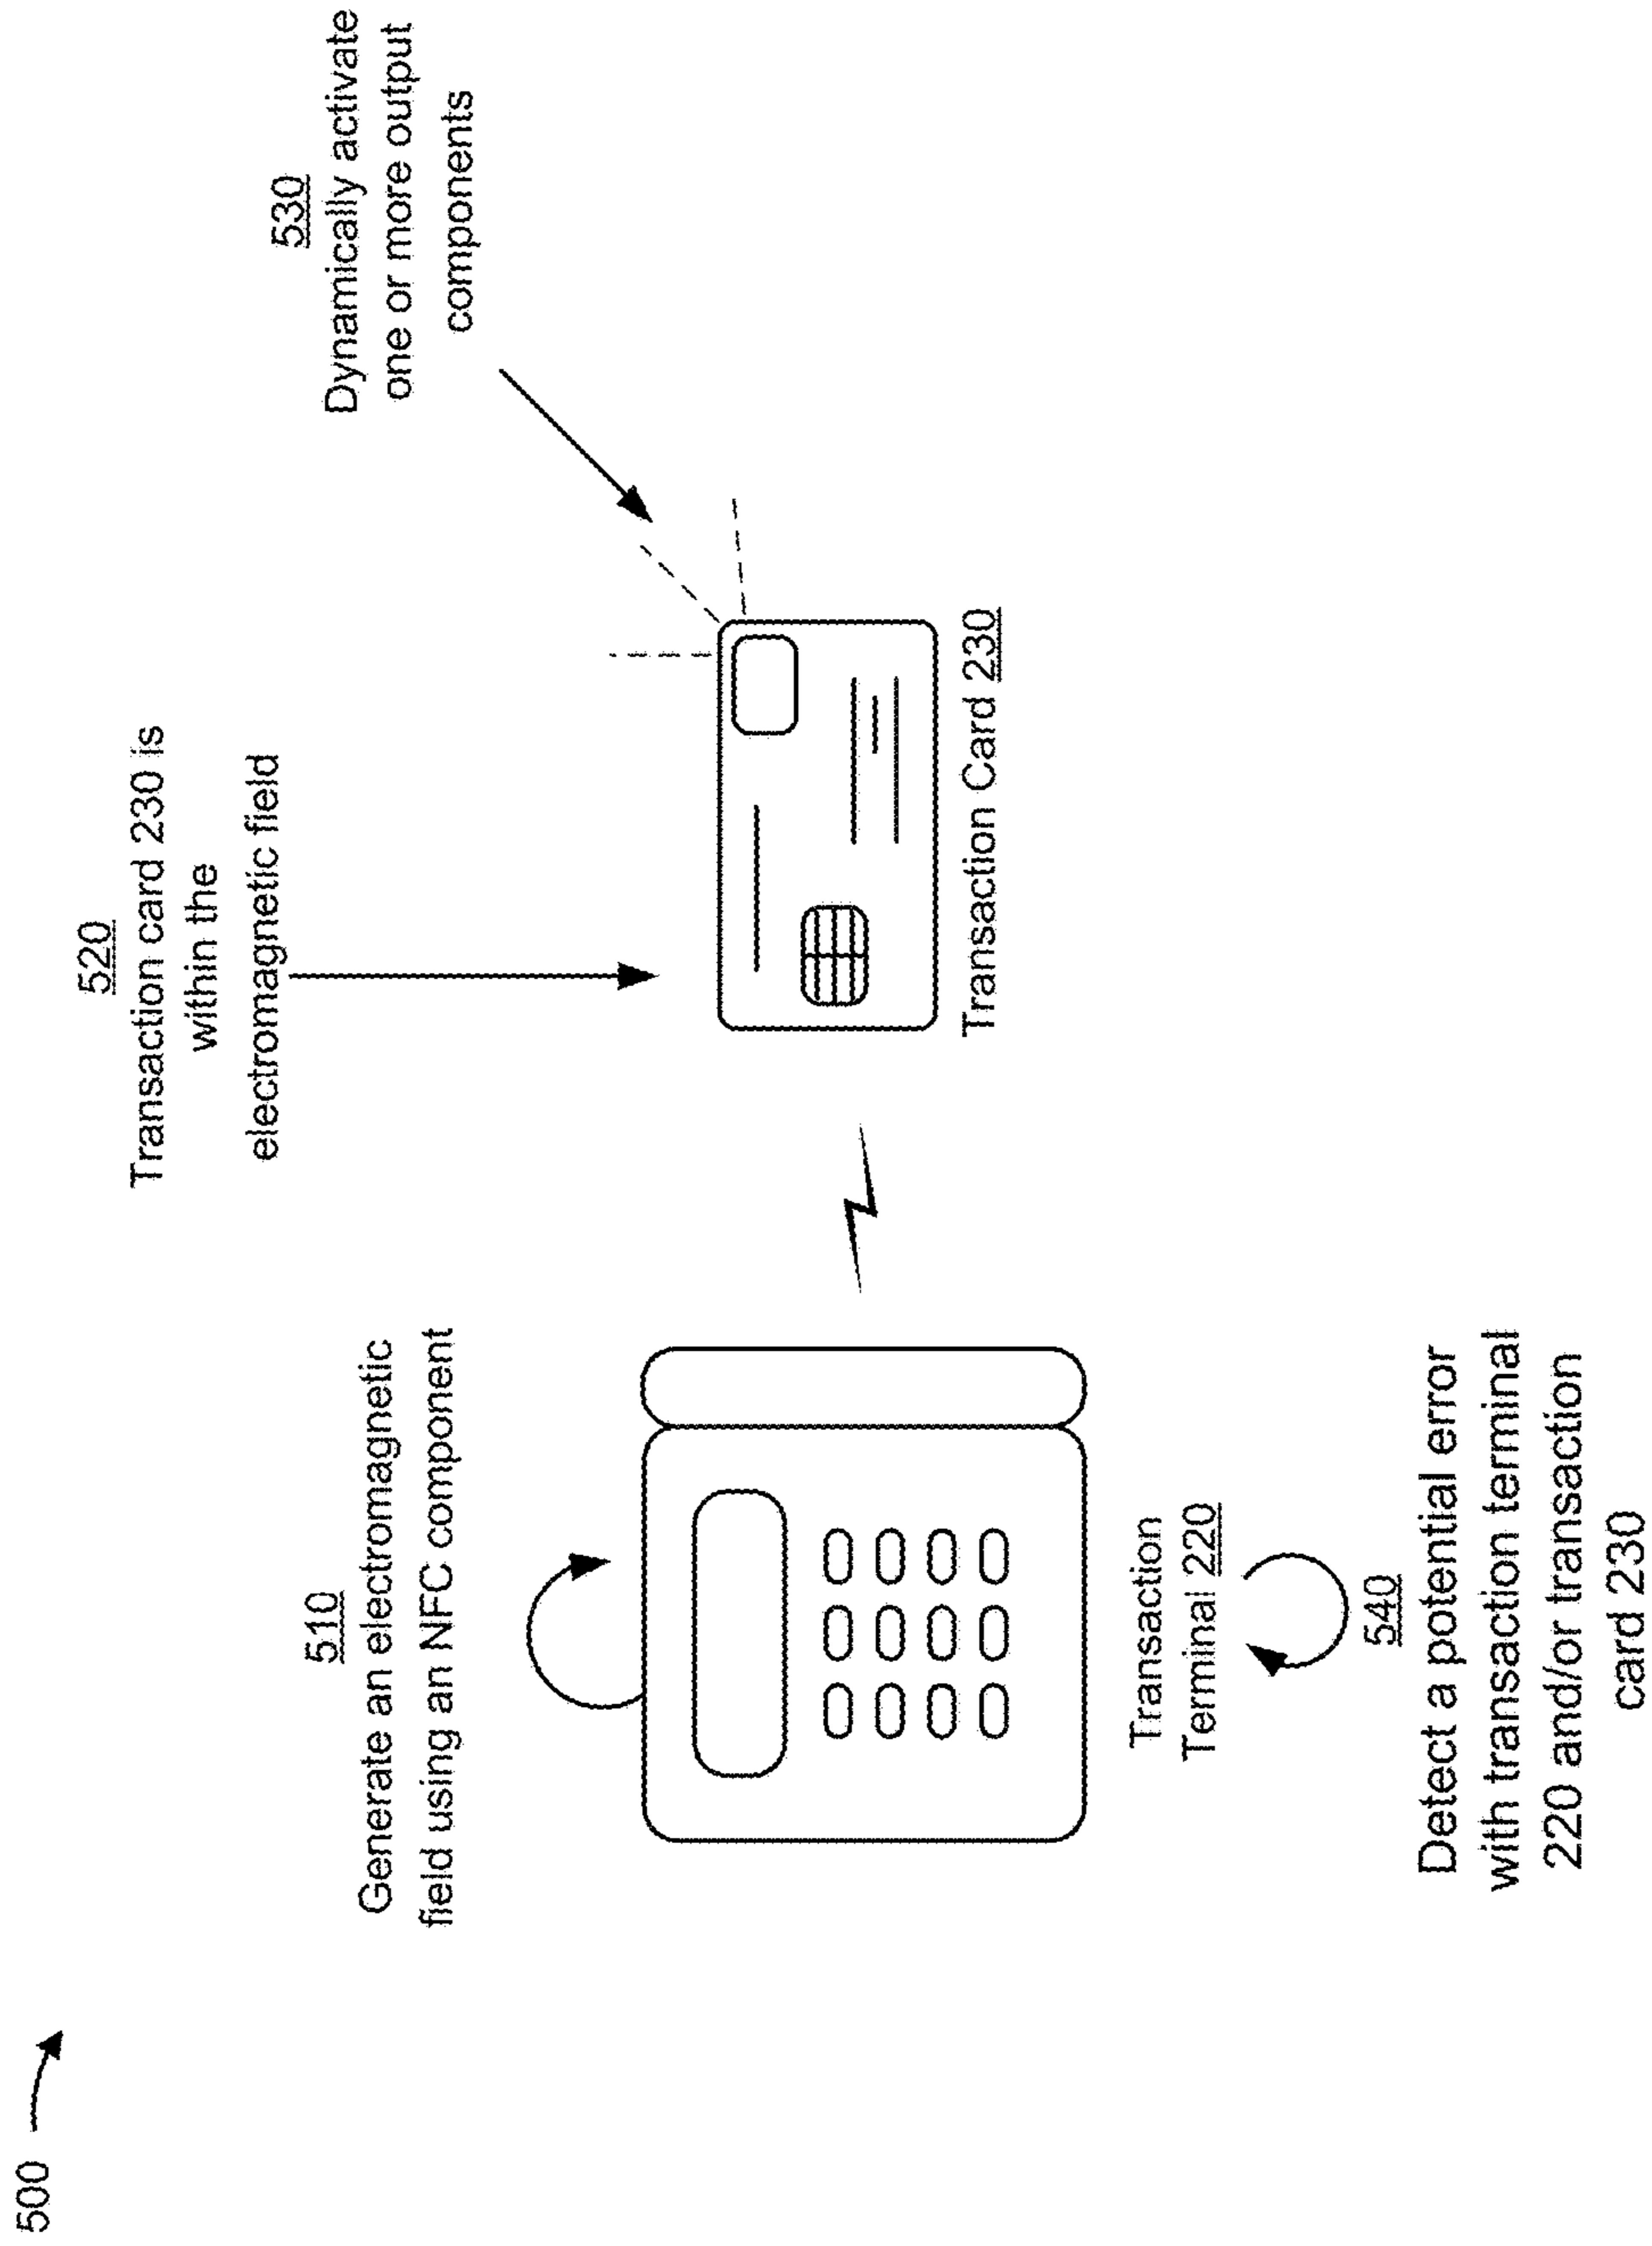 500
510
Generate an electromagnetic
field using an NFC component
520
Transaction card 230 is
within the
electromagnetic field
530
Dynamically activate
one or more output
components
Transaction
Terminal 220
Transaction Card 230
540
Detect a potential error
with transaction terminal
220 and/or transaction
card 230